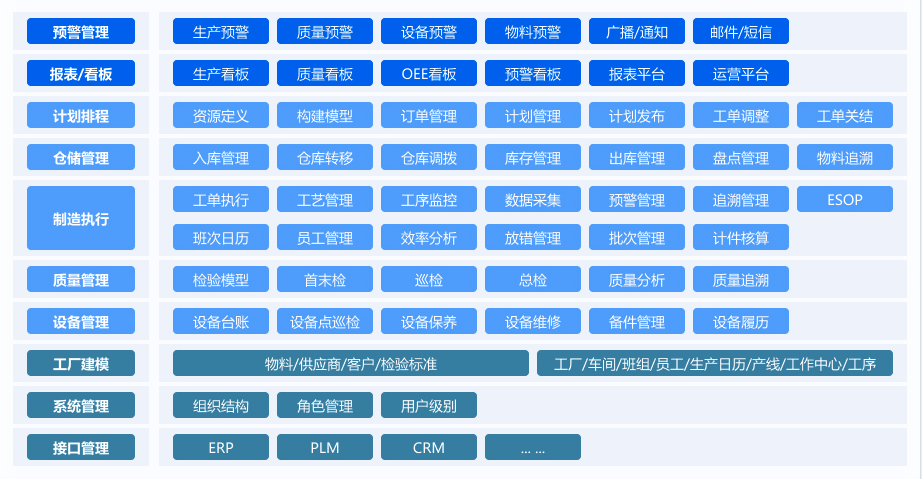 预警管理 生产预警 质量预警 设备预警 物料预警 广播/通知 邮件/短信
报表/看板 生产看板 质量看板 OEE看板 预警看板 报表平台 运营平台
计划排程 资源定义 构建模型 订单管理 计划管理 计划发布 工单调整 工单关结
仓储管理 入库管理 仓库转移 仓库调拨 库存管理 出库管理 盘点管理 物料追溯
制造执行
工单执行 工艺管理 工序监控 数据采集 预警管理 追溯管理 ESOP
班次日历 员工管理 效率分析 放错管理 批次管理 计件核算
质量管理 检验模型 首末检 巡检 总检 质量分析 质量追溯
设备管理 设备台账 设备点巡检 设备保养 设备维修 备件管理 设备履历
工厂建模 物料/供应商/客户/检验标准 工厂/车间/班组/员工/生产日历/产线/工作中心/工序
系统管理 组织结构 角色管理 用户级别
接口管理 ERP PLM CRM ... ...